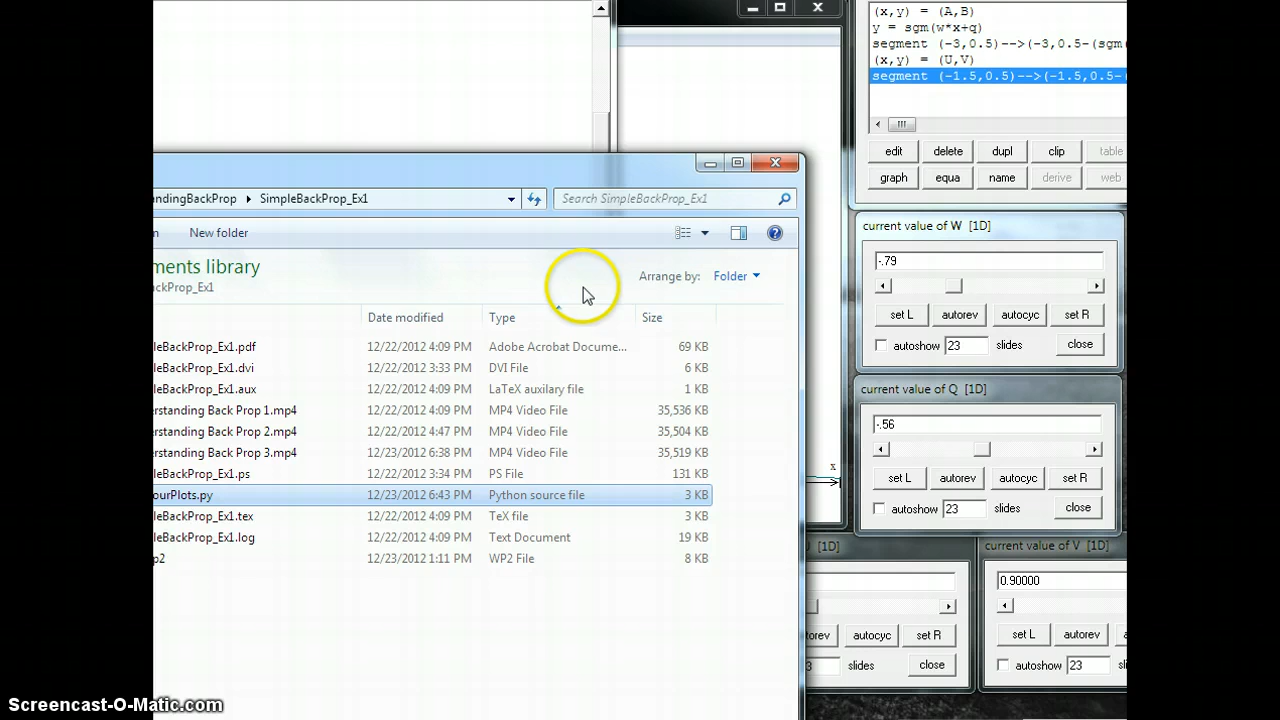 (x,y) = (A,B)
y = sgm(w*x+q)
segment (-3,0.5)-->(-3,0.5-(sgm
(x,y) = (U,V)
segment (-1.5,0.5)-->(-1.5,0.5-
edit delete dupl clip table
graph equa name derive web
ndingBackProp SimpleBackProp_Ex1 Search SimpleBackProp_Ex1
New folder
ments library
ckProp_Ex1
Arrange by: Folder
Date modified Type Size
leBackProp_Ex1.pdf 12/22/2012 4:09 PM Adobe Acrobat Docume... 69 KB
leBackProp_Ex1.dvi 12/22/2012 3:33 PM DVI File 6 KB
leBackProp_Ex1.aux 12/22/2012 4:09 PM LaTeX auxilary file 1 KB
erstanding Back Prop 1.mp4 12/22/2012 4:09 PM MP4 Video File 35,536 KB
erstanding Back Prop 2.mp4 12/22/2012 4:47 PM MP4 Video File 35,504 KB
erstanding Back Prop 3.mp4 12/23/2012 6:38 PM MP4 Video File 35,519 KB
leBackProp_Ex1.ps 12/22/2012 3:34 PM PS File 131 KB
ourPlots.py 12/23/2012 6:43 PM Python source file 3 KB
leBackProp_Ex1.tex 12/22/2012 4:09 PM TeX file 3 KB
leBackProp_Ex1.log 12/22/2012 4:09 PM Text Document 19 KB
p2 12/23/2012 1:11 PM WP2 File 8 KB
x
current value of W [1D]
-.79
set L autorev autocyc set R
autoshow 23 slides close
current value of Q [1D]
-.56
set L autorev autocyc set R
autoshow 23 slides close
[1D]
orev autocyc set R
3 slides close
current value of V [1D]
0.90000
set L autorev
autoshow 23 sli
Screencast-O-Matic.com